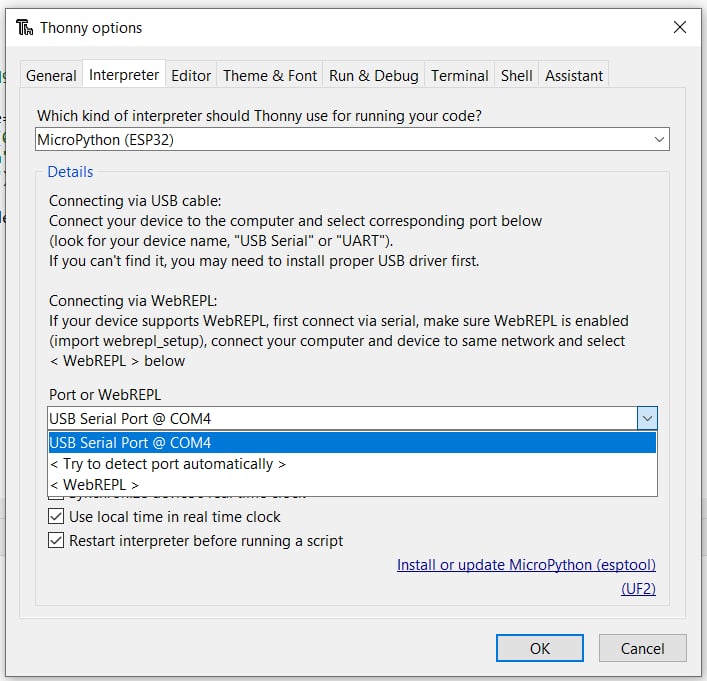 Thonny options
General Interpreter Editor Theme & Font Run & Debug Terminal Shell Assistant
Which kind of interpreter should Thonny use for running your code?
MicroPython (ESP32)
Details
Connecting via USB cable:
Connect your device to the computer and select corresponding port below
(look for your device name, "USB Serial" or "UART").
If you can't find it, you may need to install proper USB driver first.
Connecting via WebREPL:
If your device supports WebREPL, first connect via serial, make sure WebREPL is enabled
(import webrepl_setup), connect your computer and device to same network and select
< WebREPL > below
Port or WebREPL
USB Serial Port @ COM4
USB Serial Port @ COM4
< Try to detect port automatically >
< WebREPL >
Use local time in real time clock
Restart interpreter before running a script
Install or update MicroPython (esptool)
(UF2)
OK Cancel